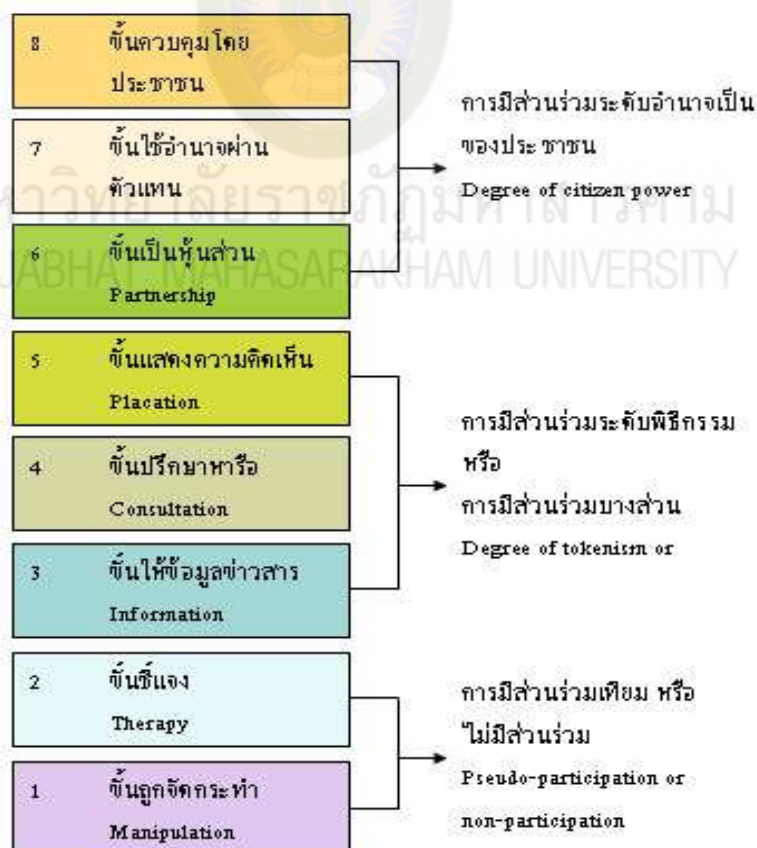 8 ขั้นควบคุมโดย
ประชาชน
7 ขั้นใช้อำนาจผ่าน
ตัวแทน
6 ขั้นเป็นหุ้นส่วน
Partnership
การมีส่วนร่วมระดับอำนาจเป็น
ของประชาชน
Degree of citizen power
5 ขั้นแสดงความคิดเห็น
Placation
4 ขั้นปรึกษาหารือ
Consultation
3 ขั้นให้ข้อมูลข่าวสาร
Information
การมีส่วนร่วมระดับพิธีกรรม
หรือ
การมีส่วนร่วมบางส่วน
Degree of tokenism or
2 ขั้นชี้แจง
Therapy
1 ขั้นถูกจัดกระทำ
Manipulation
การมีส่วนร่วมเทียม หรือ
ไม่มีส่วนร่วม
Pseudo-participation or
non-participation
MAHASARAKHAM UNIVERSITY